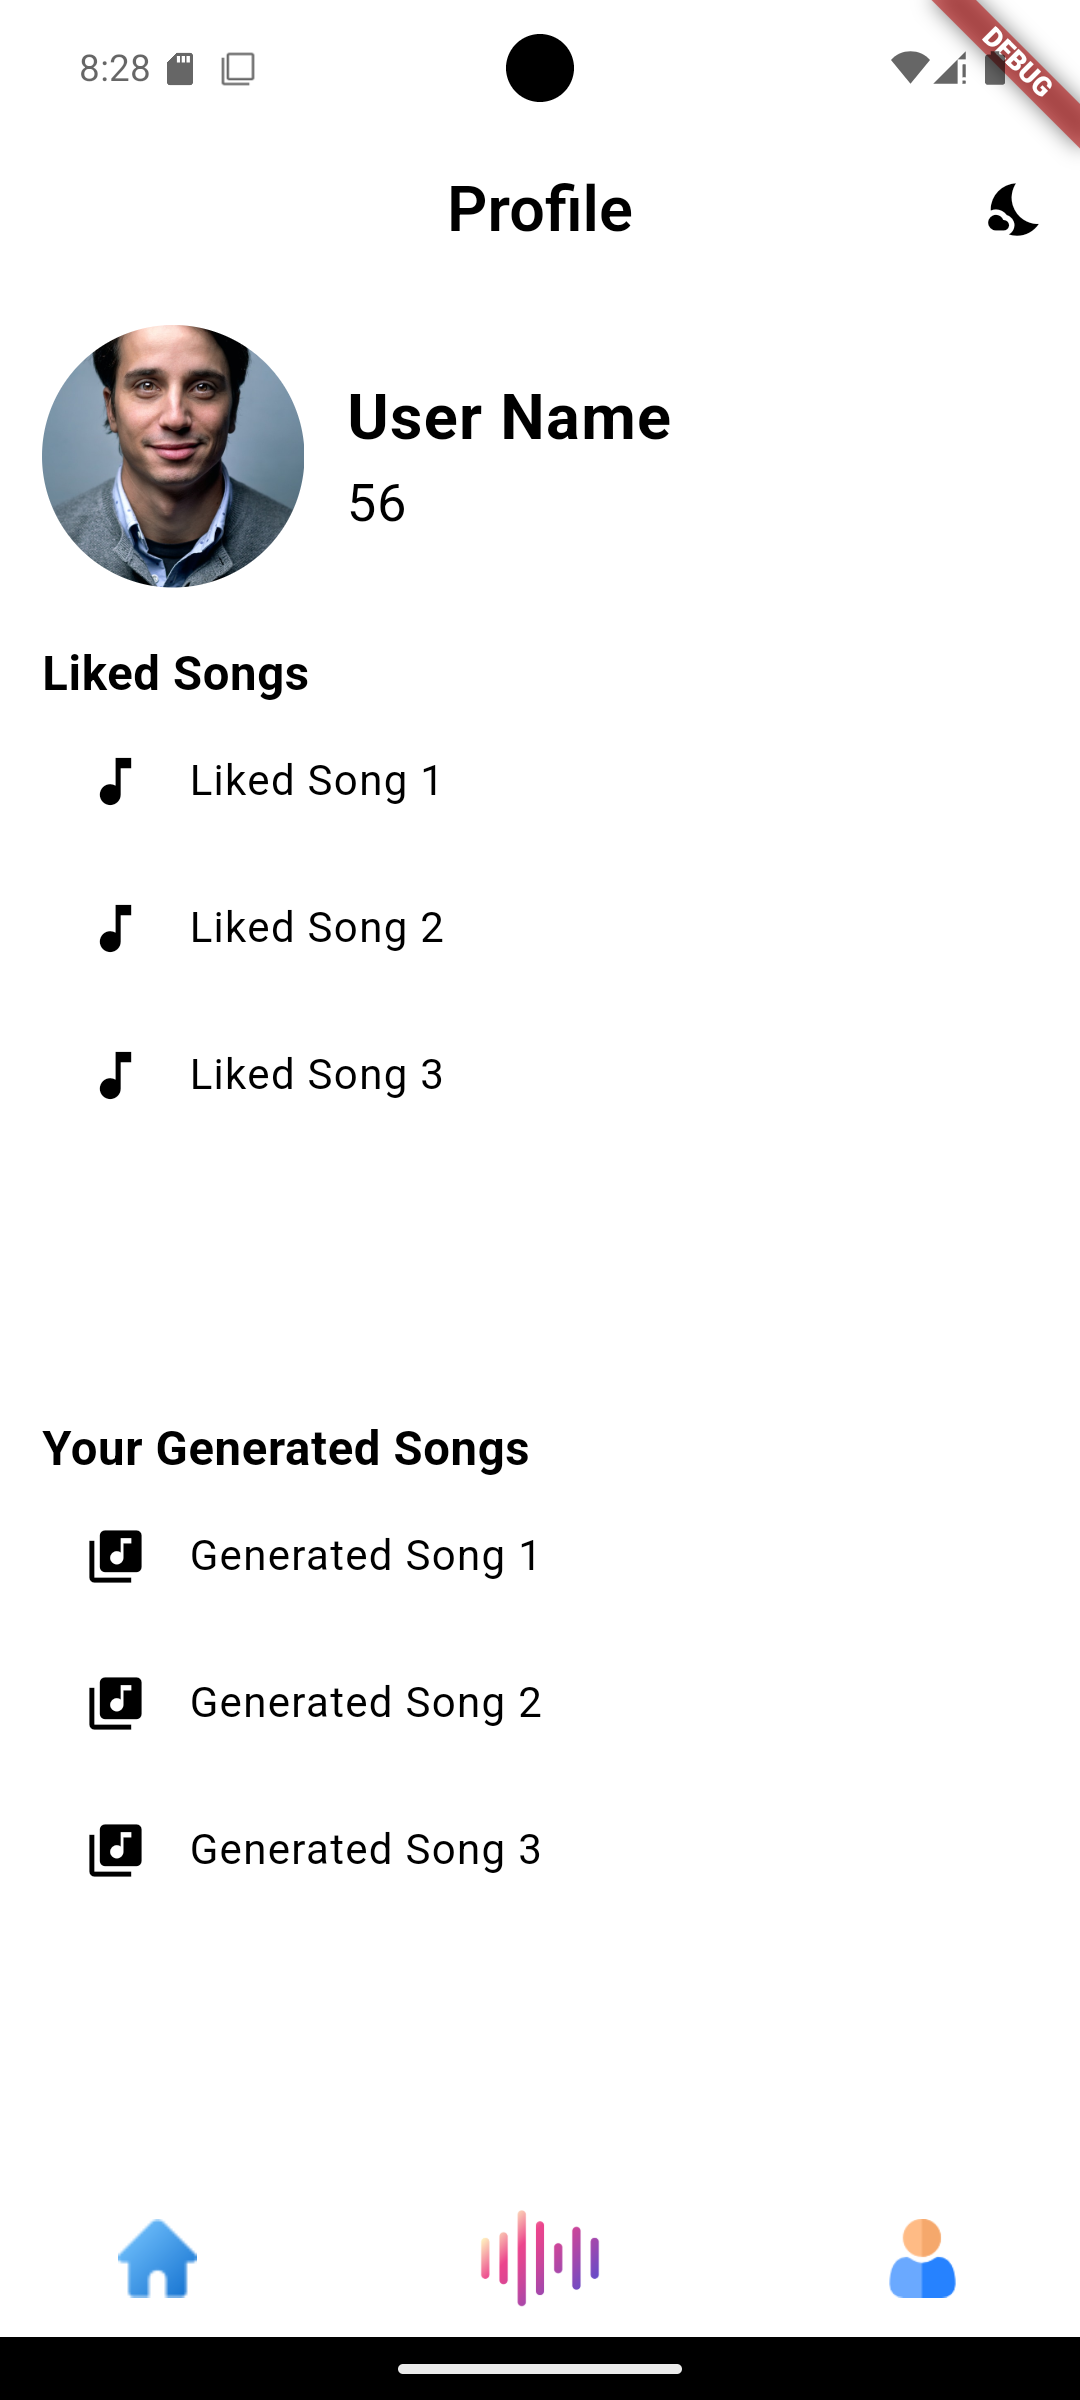 8:28
DEBUG
Profile
User Name
56
Liked Songs
Liked Song 1
Liked Song 2
Liked Song 3
Your Generated Songs
Generated Song 1
Generated Song 2
Generated Song 3